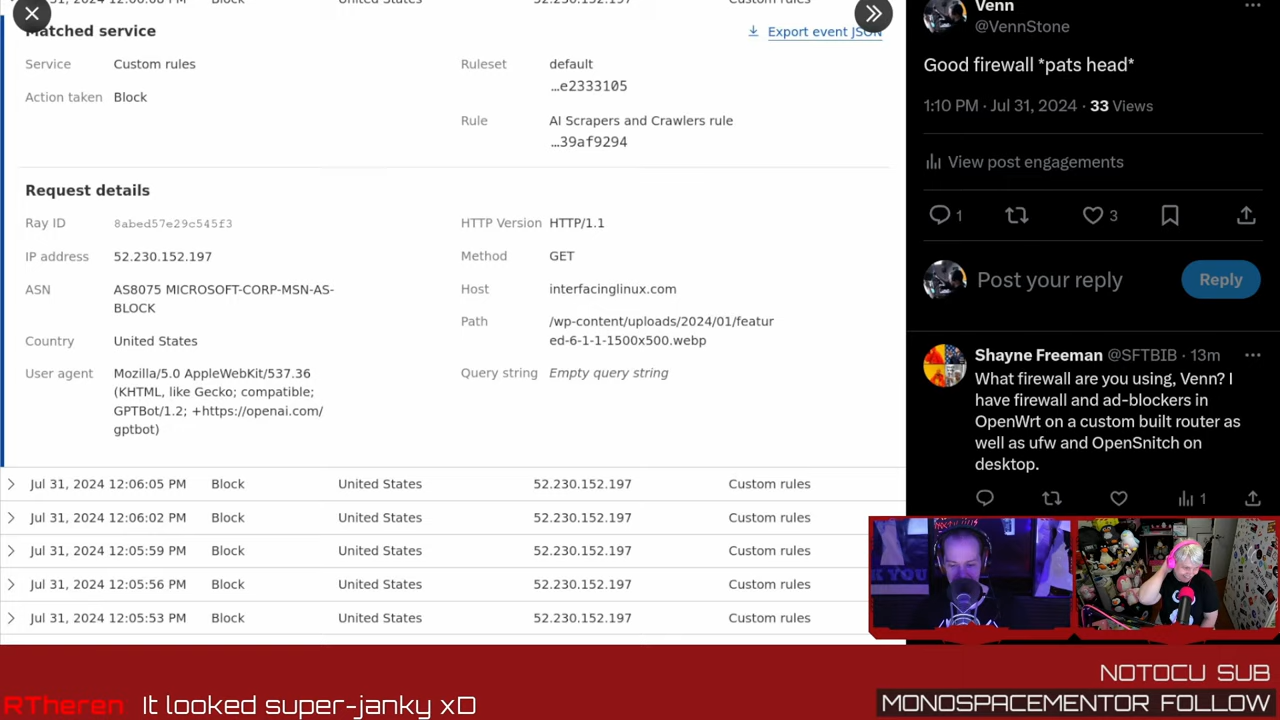 Matched service
Export event JSON
Service Custom rules
Ruleset default
…e2333105
Action taken Block
Rule AI Scrapers and Crawlers rule
…39af9294
Request details
Ray ID 8abed57e29c545f3
HTTP Version HTTP/1.1
IP address 52.230.152.197
Method GET
ASN AS8075 MICROSOFT-CORP-MSN-AS-
BLOCK
Host interfacinglinux.com
Path /wp-content/uploads/2024/01/featur
ed-6-1-1-1500x500.webp
Country United States
User agent Mozilla/5.0 AppleWebKit/537.36
(KHTML, like Gecko; compatible;
GPTBot/1.2; +https://openai.com/
gptbot)
Query string Empty query string
Jul 31, 2024 12:06:05 PM Block United States 52.230.152.197 Custom rules
Jul 31, 2024 12:06:02 PM Block United States 52.230.152.197 Custom rules
Jul 31, 2024 12:05:59 PM Block United States 52.230.152.197 Custom rules
Jul 31, 2024 12:05:56 PM Block United States 52.230.152.197 Custom rules
Jul 31, 2024 12:05:53 PM Block United States 52.230.152.197 Custom rules
Venn
@VennStone
Good firewall *pats head*
1:10 PM · Jul 31, 2024 · 33 Views
View post engagements
1 3
Post your reply
Reply
Shayne Freeman @SFTBIB · 13m
What firewall are you using, Venn? I
have firewall and ad-blockers in
OpenWrt on a custom built router as
well as ufw and OpenSnitch on
desktop.
1
RTheren It looked super-janky xD
NOTOCU SUB
MONOSPACEMENTOR FOLLOW